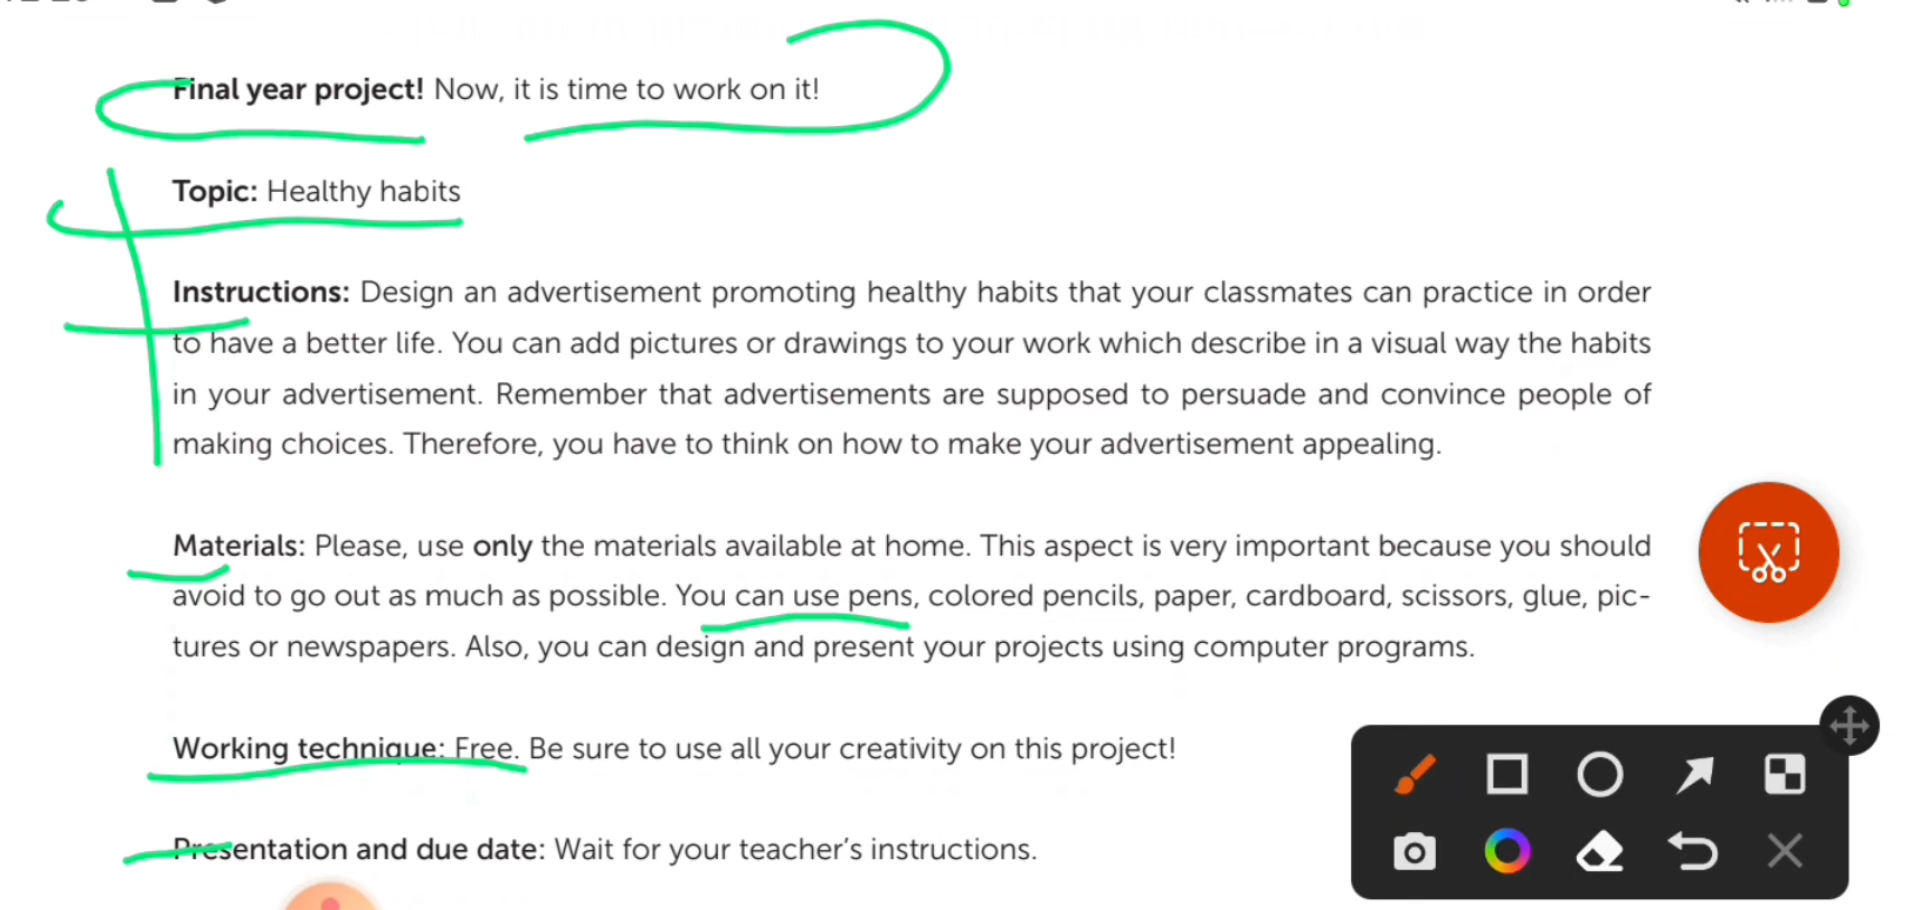 Final year project! Now, it is time to work on it!
Topic: Healthy habits
Instructions: Design an advertisement promoting healthy habits that your classmates can practice in order
to have a better life. You can add pictures or drawings to your work which describe in a visual way the habits
in your advertisement. Remember that advertisements are supposed to persuade and convince people of
making choices. Therefore, you have to think on how to make your advertisement appealing.
Materials: Please, use only the materials available at home. This aspect is very important because you should
avoid to go out as much as possible. You can use pens, colored pencils, paper, cardboard, scissors, glue, pic-
tures or newspapers. Also, you can design and present your projects using computer programs.
Working technique: Free. Be sure to use all your creativity on this project!
Presentation and due date: Wait for your teacher's instructions.